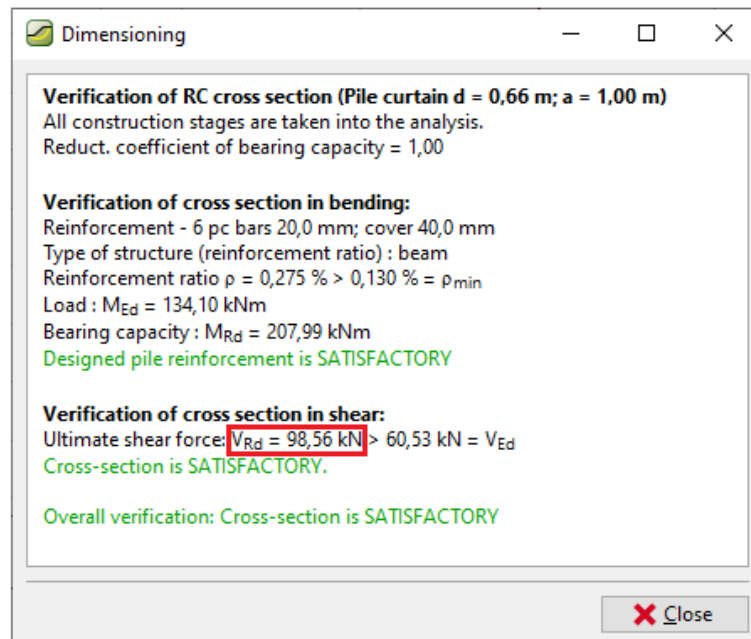 Dimensioning
Verification of RC cross section (Pile curtain d = 0,66 m; a = 1,00 m)
All construction stages are taken into the analysis.
Reduct. coefficient of bearing capacity = 1,00
Verification of cross section in bending:
Reinforcement - 6 pc bars 20,0 mm; cover 40,0 mm
Type of structure (reinforcement ratio) : beam
Reinforcement ratio ρ = 0,275 % > 0,130 % = ρmin
Load : MEd = 134,10 kNm
Bearing capacity : MRd = 207,99 kNm
Designed pile reinforcement is SATISFACTORY
Verification of cross section in shear:
Ultimate shear force: VRd = 98,56 kN > 60,53 kN = VEd
Cross-section is SATISFACTORY.
Overall verification: Cross-section is SATISFACTORY
Close